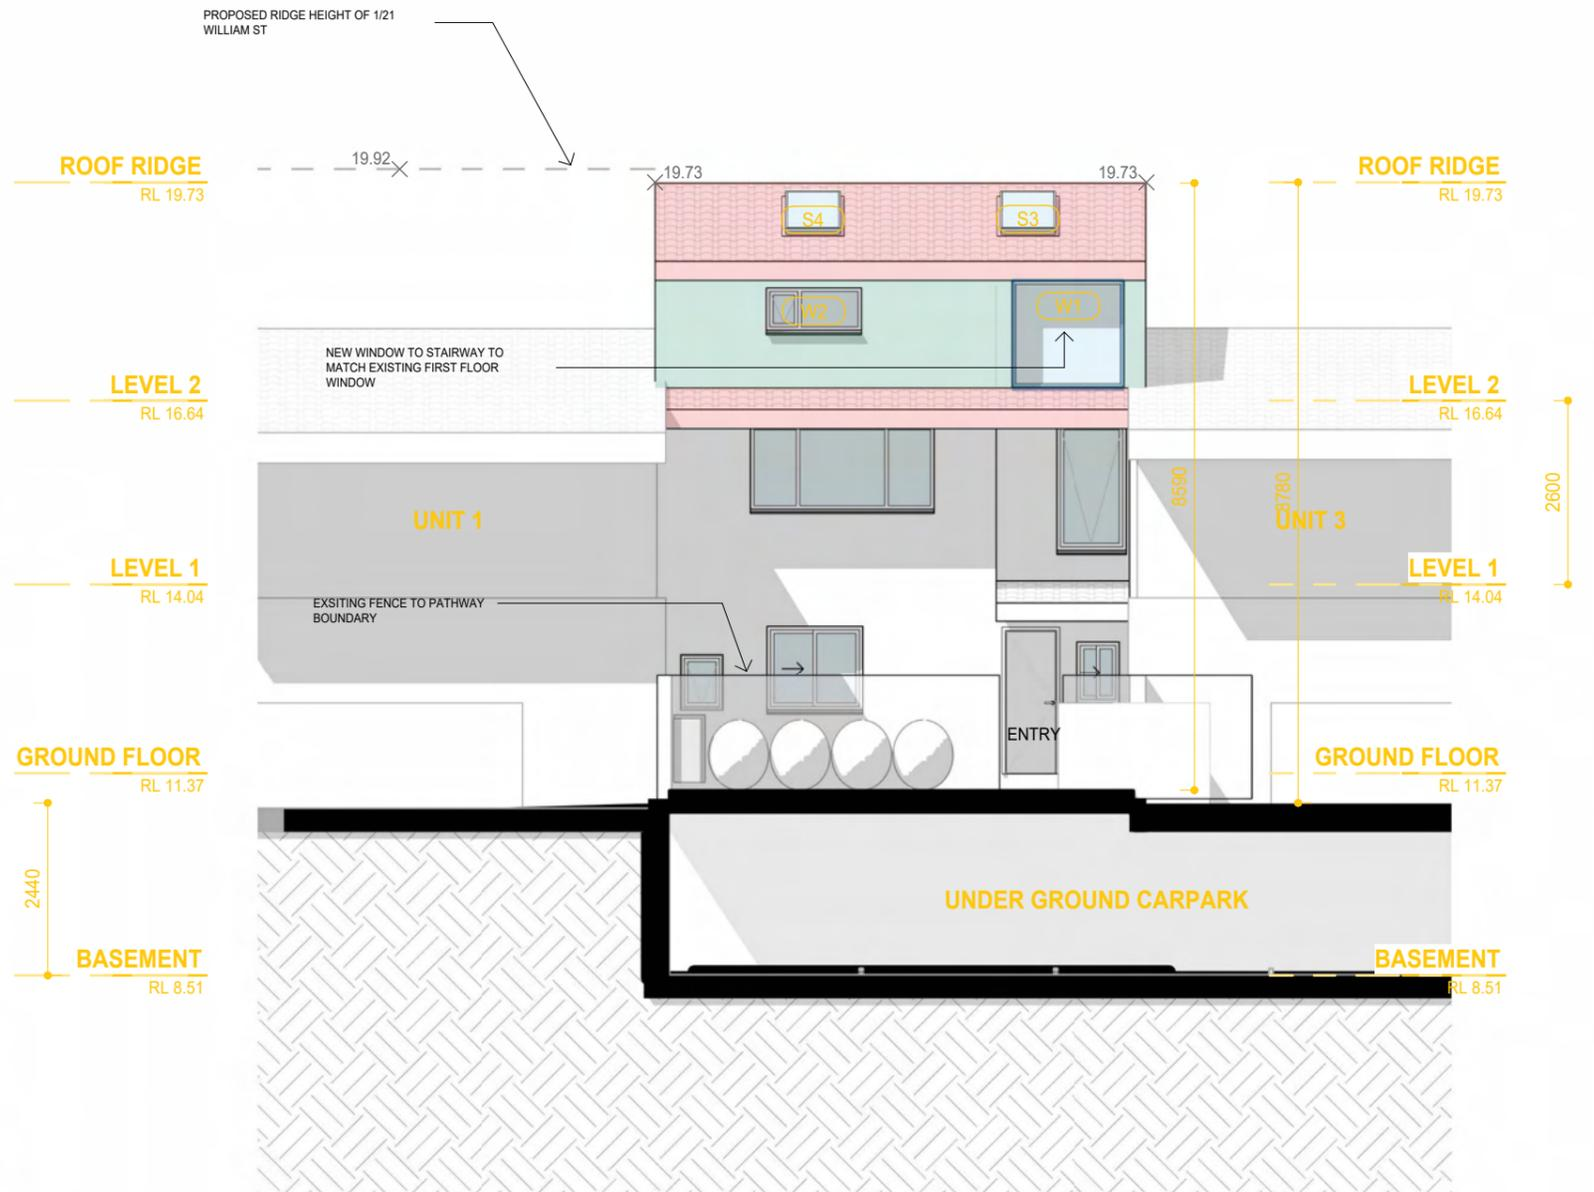 PROPOSED RIDGE HEIGHT OF 1/21
WILLIAM ST
19.92
19.73
19.73
ROOF RIDGE
RL 19.73
ROOF RIDGE
RL 19.73
S4
S3
W2
W1
NEW WINDOW TO STAIRWAY TO
MATCH EXISTING FIRST FLOOR
WINDOW
LEVEL 2
RL 16.64
LEVEL 2
RL 16.64
8590
8780
2600
UNIT 1
UNIT 3
LEVEL 1
RL 14.04
LEVEL 1
RL 14.04
EXSITING FENCE TO PATHWAY
BOUNDARY
ENTRY
GROUND FLOOR
RL 11.37
GROUND FLOOR
RL 11.37
2440
UNDER GROUND CARPARK
BASEMENT
RL 8.51
BASEMENT
RL 8.51